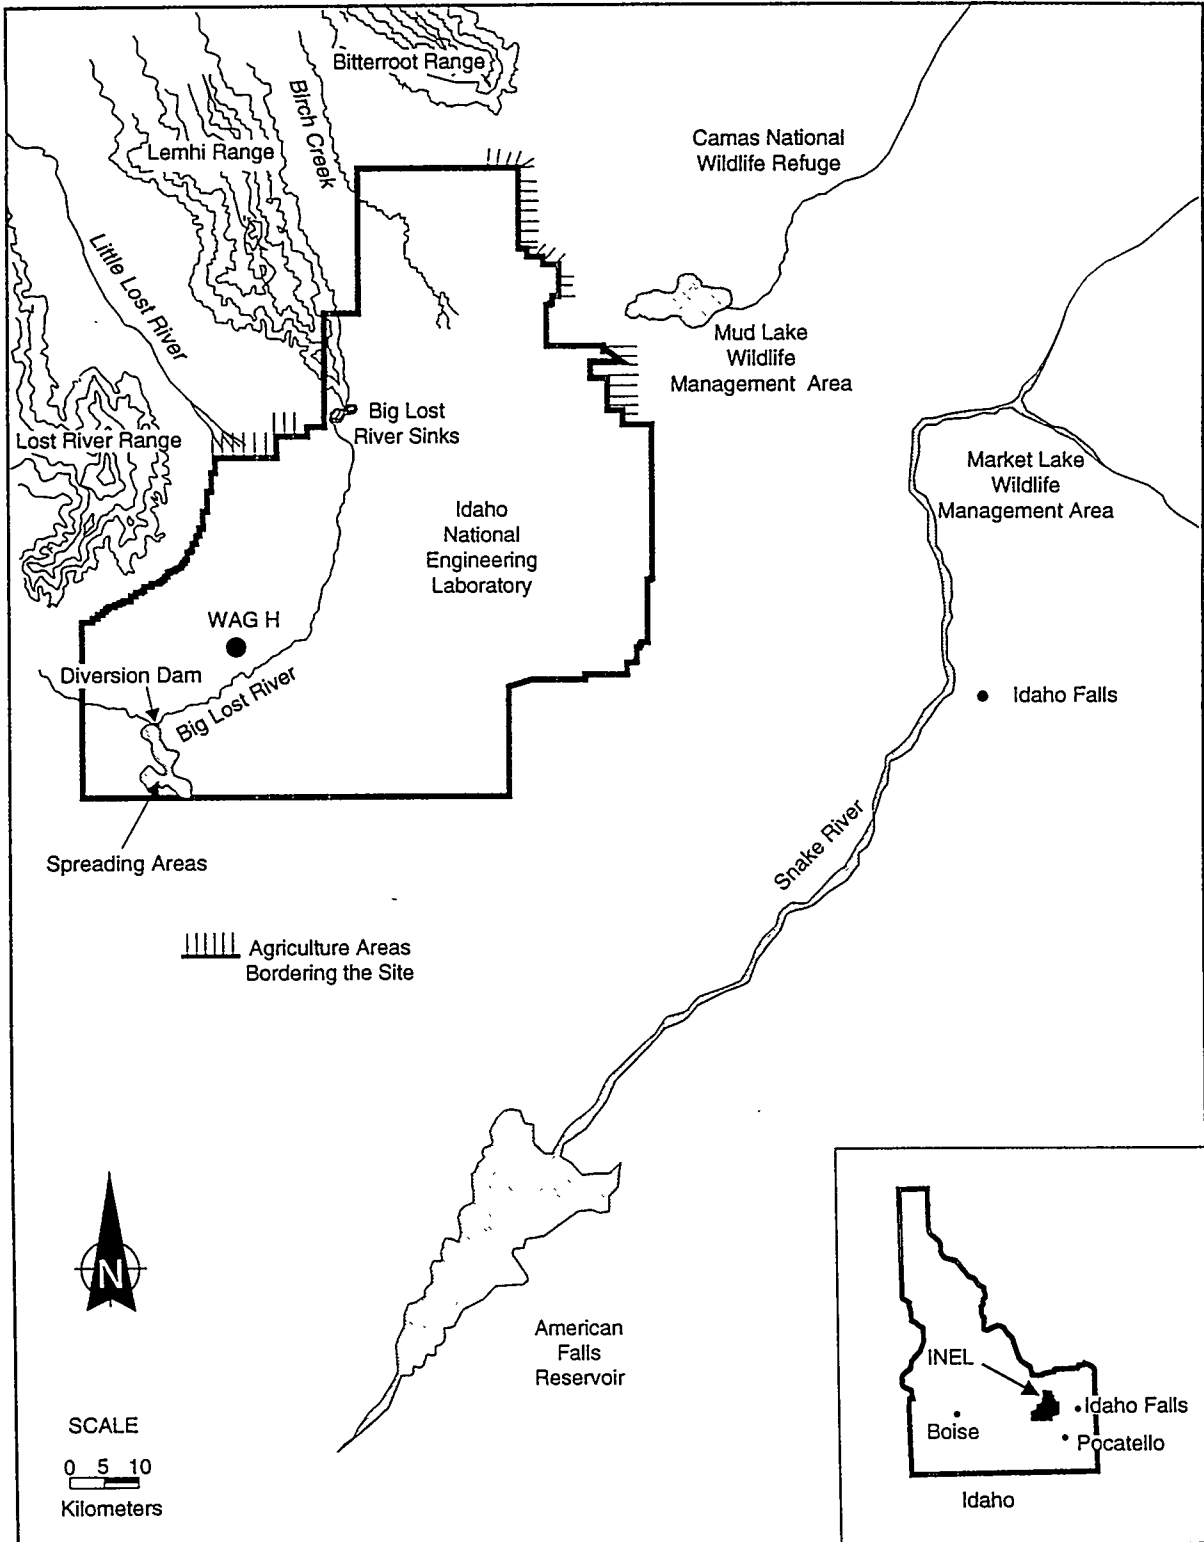 Bitterroot Range
Birch Creek
Lemhi Range
Camas National
Wildlife Refuge
Little Lost River
Mud Lake
Wildlife
Management Area
Big Lost
River Sinks
Lost River Range
Market Lake
Wildlife
Management Area
Idaho
National
Engineering
Laboratory
WAG H
Diversion Dam
Big Lost River
Idaho Falls
Snake River
Spreading Areas
Agriculture Areas
Bordering the Site
N
American
Falls
Reservoir
SCALE
0 5 10
Kilometers
INEL
Idaho Falls
Boise
Pocatello
Idaho